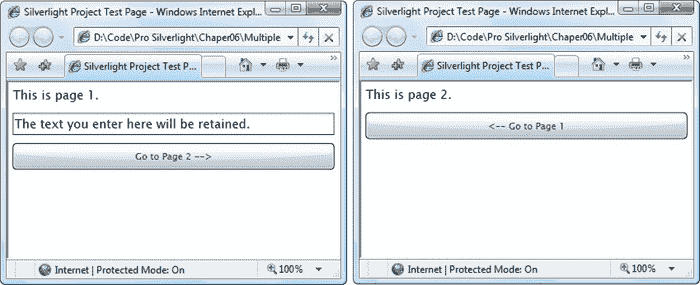 Silverlight Project Test Page - Windows Internet Expl...
D:\Code\Pro Silverlight\Chaper06\Multiple
Silverlight Project Test P...
This is page 1.
The text you enter here will be retained.
Go to Page 2 -->
Internet | Protected Mode: On
100%
Silverlight Project Test Page - Windows Internet Expl...
D:\Code\Pro Silverlight\Chaper06\Multiple
Silverlight Project Test P...
This is page 2.
<-- Go to Page 1
Internet | Protected Mode: On
100%